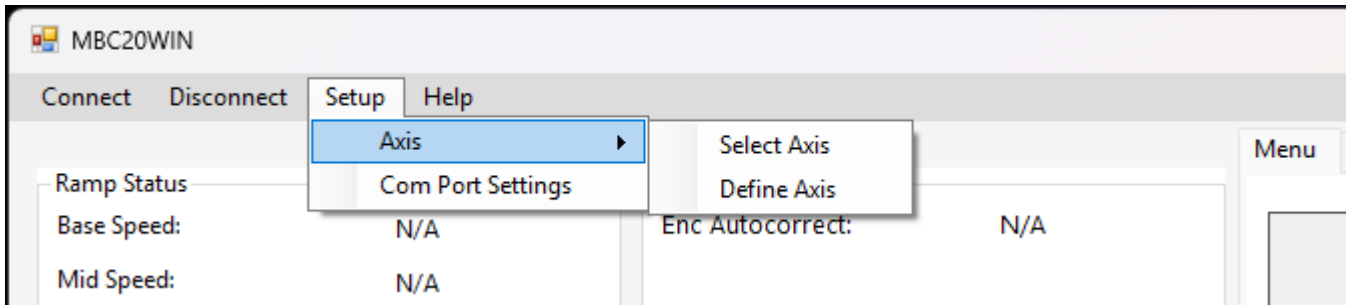 MBC20WIN
Connect Disconnect Setup Help
Axis
Select Axis
Menu
Com Port Settings
Define Axis
Ramp Status
Base Speed: N/A
Enc Autocorrect: N/A
Mid Speed: N/A